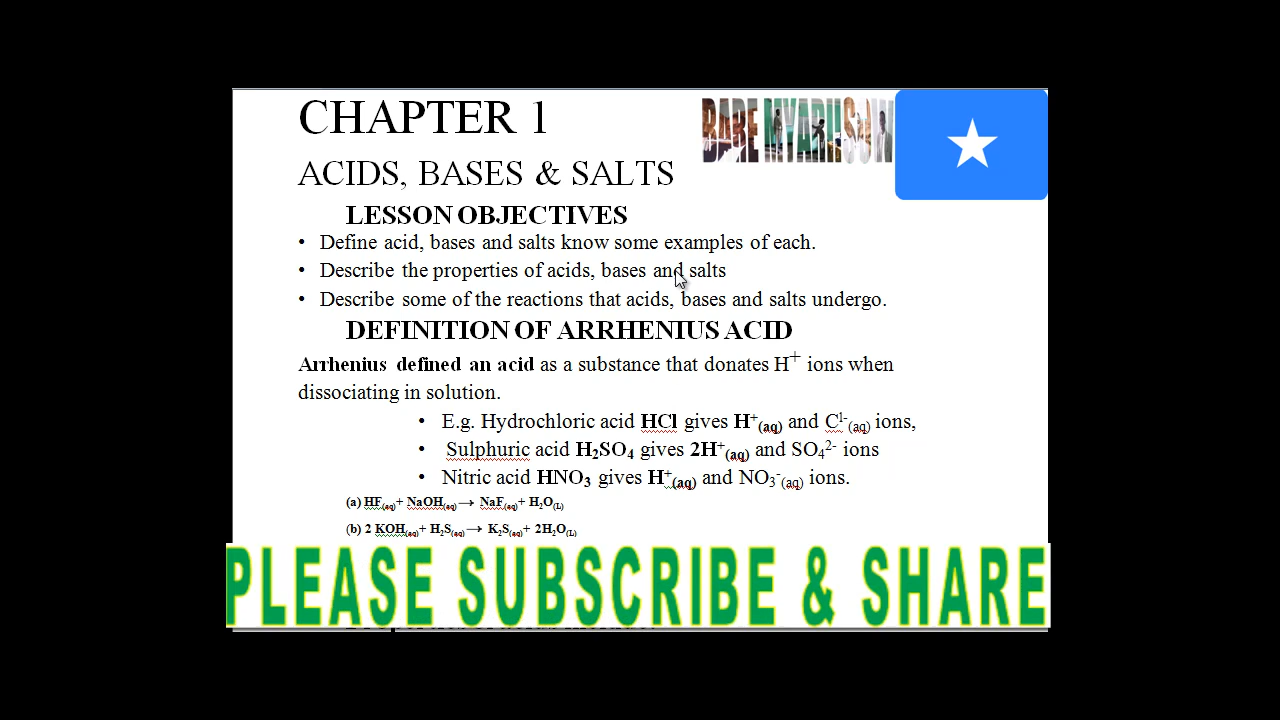 CHAPTER 1
BARE MYARUSOW
ACIDS, BASES & SALTS
LESSON OBJECTIVES
• Define acid, bases and salts know some examples of each.
• Describe the properties of acids, bases and salts
• Describe some of the reactions that acids, bases and salts undergo.
DEFINITION OF ARRHENIUS ACID
Arrhenius defined an acid as a substance that donates H⁺ ions when
dissociating in solution.
• E.g. Hydrochloric acid HCl gives H⁺(aq) and Cl⁻(aq) ions,
• Sulphuric acid H₂SO₄ gives 2H⁺(aq) and SO₄²⁻ ions
• Nitric acid HNO₃ gives H⁺(aq) and NO₃⁻(aq) ions.
(a) HF(aq)+ NaOH(aq)→ NaF(aq)+ H₂O(L)
(b) 2 KOH(aq)+ H₂S(aq)→ K₂S(aq)+ 2H₂O(L)
PLEASE SUBSCRIBE & SHARE